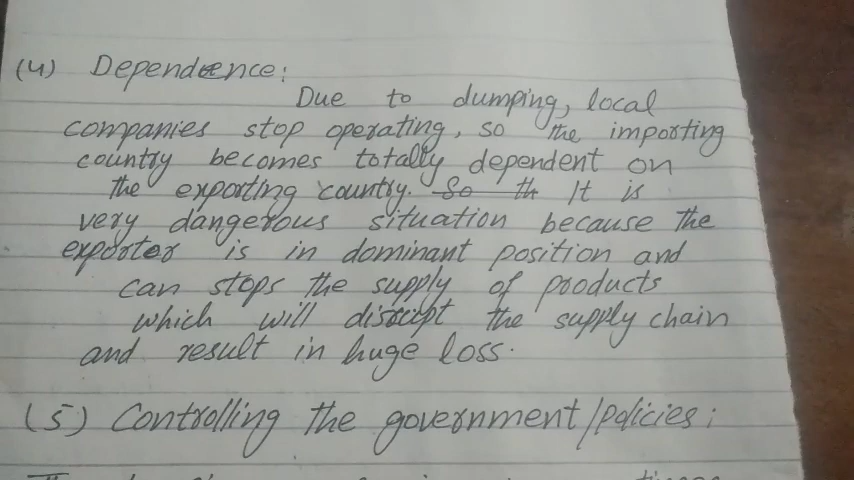 (4) Dependence:
Due to dumping, local
companies stop operating, so the importing
country becomes totally dependent on
the exporting country. So th It is
very dangerous situation because the
exporter is in dominant position and
can stops the supply of products
which will disrupt the supply chain
and result in huge loss.
(5) Controlling the government/policies: